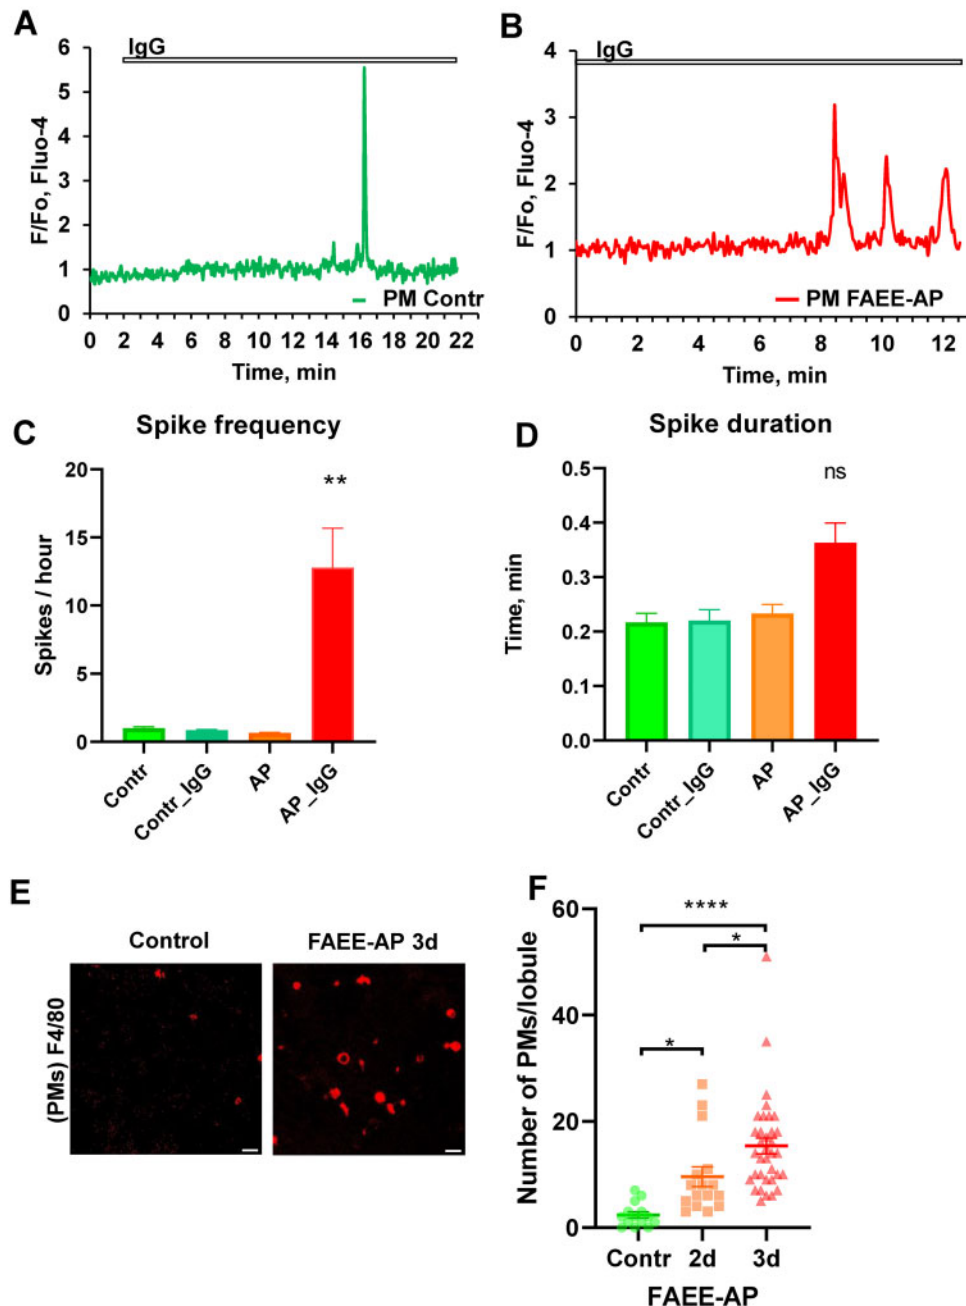 A
IgG
6
5
4
3
2
1
0
F/Fo, Fluo-4
PM Contr
0 2 4 6 8 10 12 14 16 18 20 22
Time, min
B
IgG
4
3
2
1
0
F/Fo, Fluo-4
PM FAEE-AP
0 2 4 6 8 10 12
Time, min
C
Spike frequency
20
15
10
5
0
Spikes / hour
**
Contr
Contr_IgG
AP
AP_IgG
D
Spike duration
0.5
0.4
0.3
0.2
0.1
0.0
Time, min
ns
Contr
Contr_IgG
AP
AP_IgG
E
Control
FAEE-AP 3d
(PMs) F4/80
F
60
40
20
0
Number of PMs/lobule
****
*
*
Contr 2d 3d
FAEE-AP